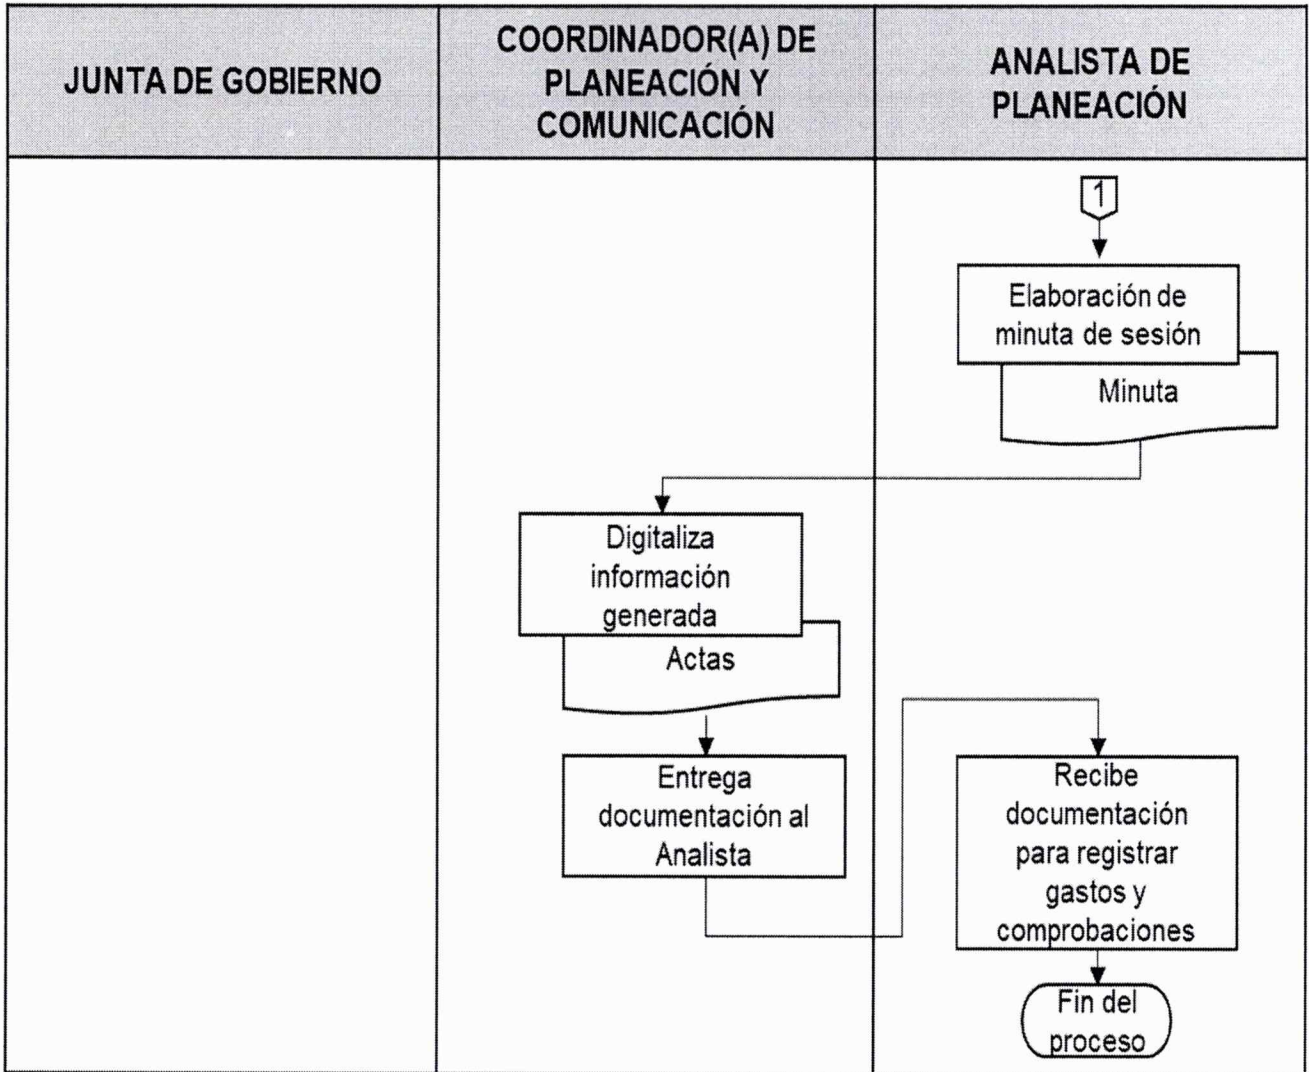 JUNTA DE GOBIERNO
COORDINADOR(A) DE
PLANEACIÓN Y
COMUNICACIÓN
ANALISTA DE
PLANEACIÓN
1
Elaboración de
minuta de sesión
Minuta
Digitaliza
información
generada
Actas
Entrega
documentación al
Analista
Recibe
documentación
para registrar
gastos y
comprobaciones
Fin del
proceso